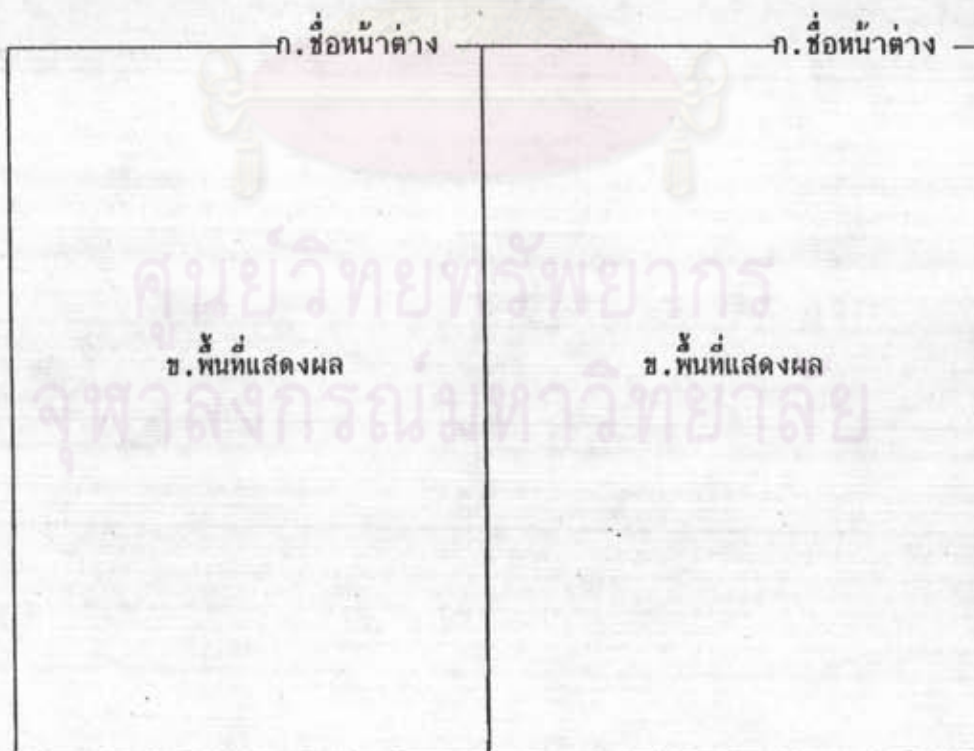 ก.ชื่อหน้าต่าง ก.ชื่อหน้าต่าง
ศูนย์วิทยทรัพยากร
ข.พื้นที่แสดงผล ข.พื้นที่แสดงผล
จุฬาลงกรณ์มหาวิทยาลัย